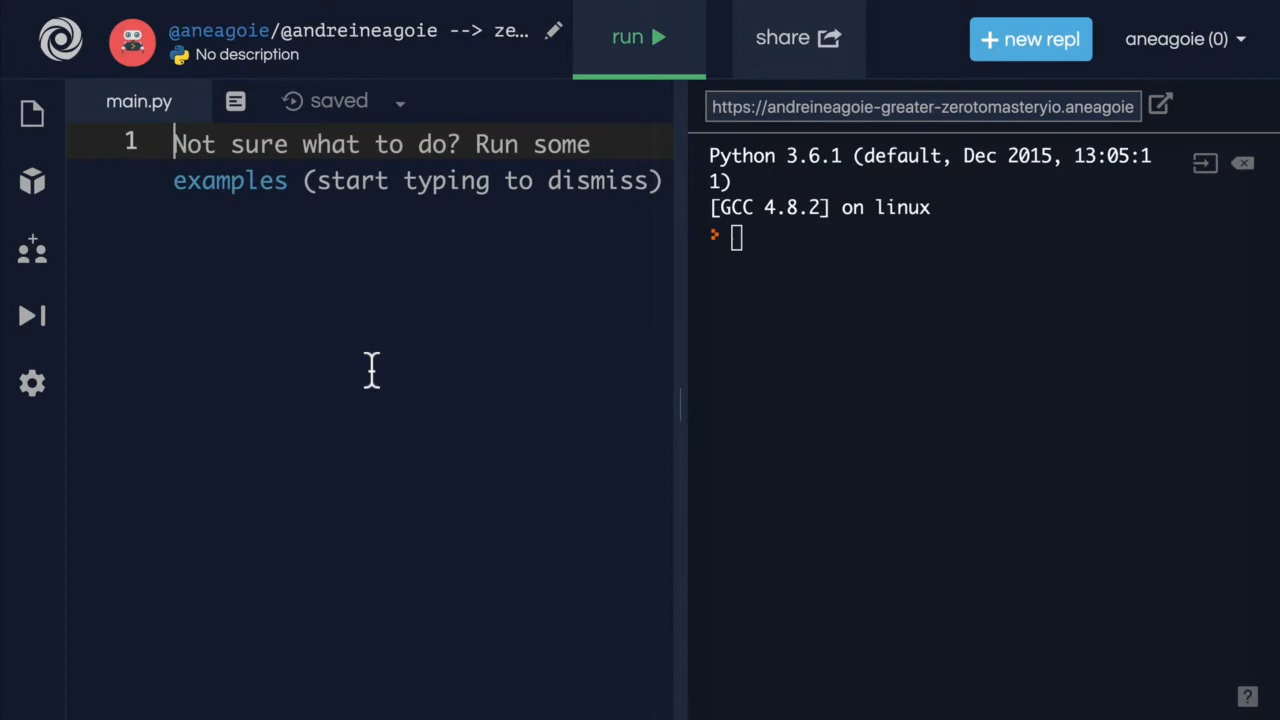 @aneagoie/@andreineagoie --> ze...
No description
run
share
+ new repl
aneagoie (0)
main.py
saved
https://andreineagoie-greater-zerotomasteryio.aneagoie
1
Not sure what to do? Run some
examples (start typing to dismiss)
Python 3.6.1 (default, Dec 2015, 13:05:1
1)
[GCC 4.8.2] on linux
?